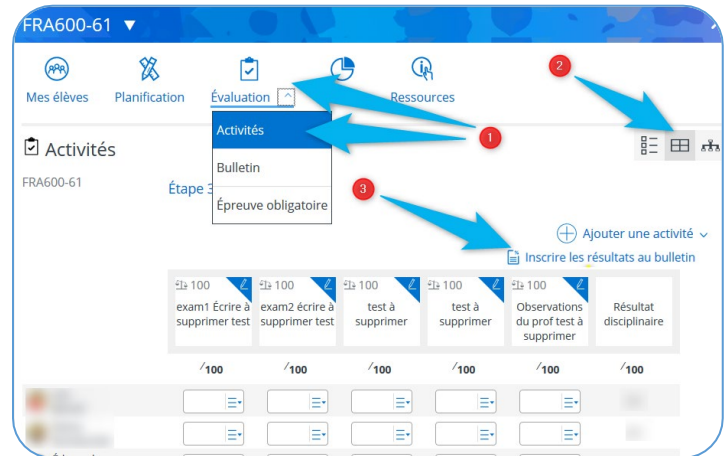 FRA600-61 ▼
2
Mes élèves Planification Évaluation Ressources
1
Activités
Activités
FRA600-61
Bulletin
3
Étape 3
Épreuve obligatoire
Ajouter une activité
Inscrire les résultats au bulletin
100 100 100 100 100
exam1 Écrire à exam2 écrire à test à test à Observations Résultat
supprimer test supprimer test supprimer supprimer du prof test à disciplinaire
supprimer
/100 /100 /100 /100 /100 /100